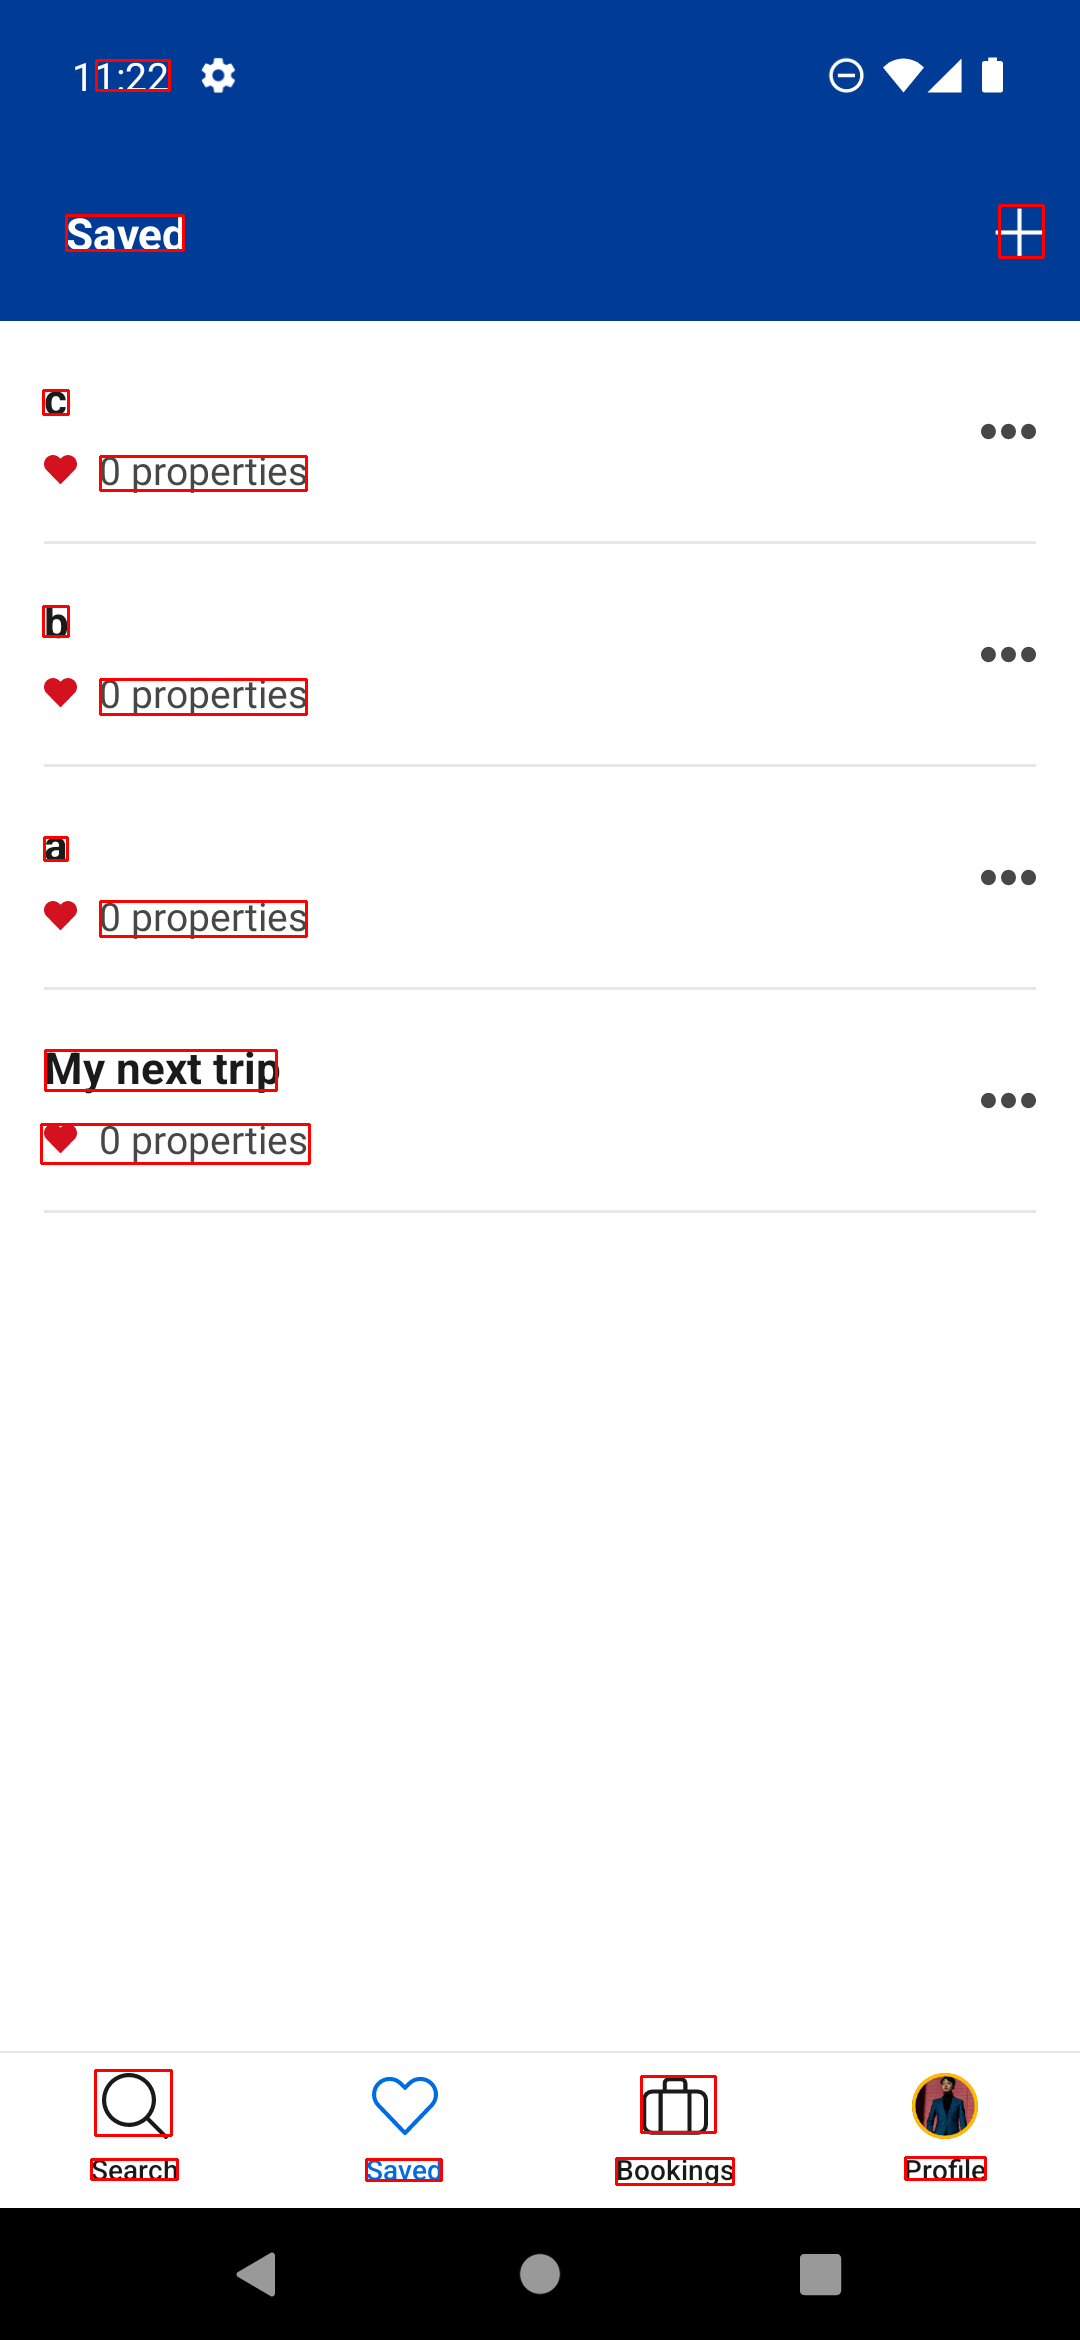 11:22
Saved
c
0 properties
b
0 properties
a
0 properties
My next trip
0 properties
Search
Saved
Bookings
Profile